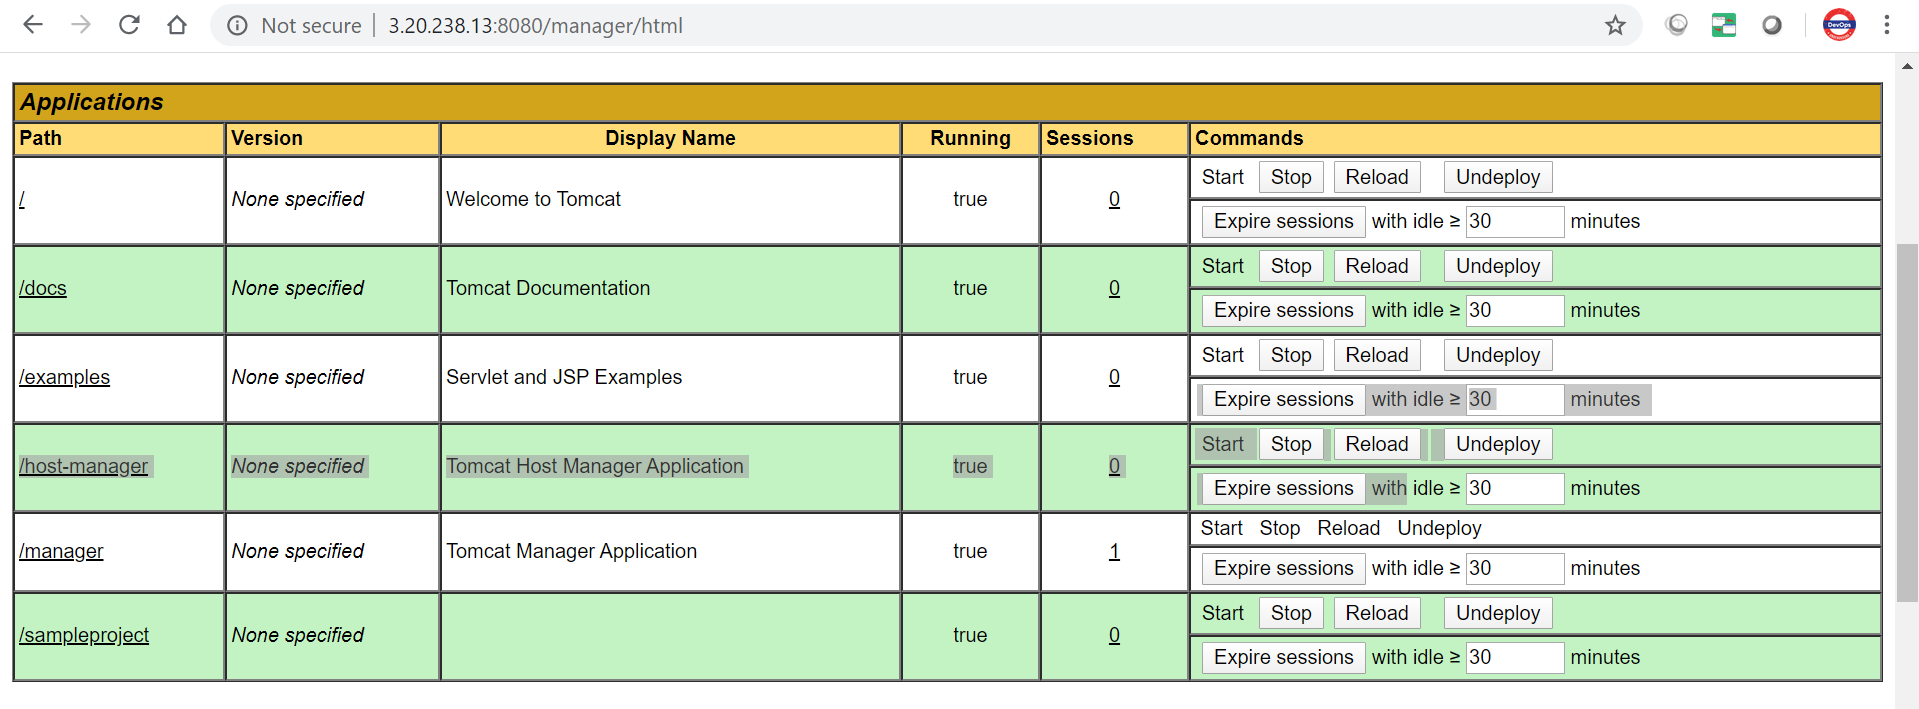 Not secure | 3.20.238.13:8080/manager/html
DevOps
Applications
Path Version Display Name Running Sessions Commands
/ None specified Welcome to Tomcat true 0 Start Stop Reload Undeploy
Expire sessions with idle ≥ 30 minutes
/docs None specified Tomcat Documentation true 0 Start Stop Reload Undeploy
Expire sessions with idle ≥ 30 minutes
/examples None specified Servlet and JSP Examples true 0 Start Stop Reload Undeploy
Expire sessions with idle ≥ 30 minutes
/host-manager None specified Tomcat Host Manager Application true 0 Start Stop Reload Undeploy
Expire sessions with idle ≥ 30 minutes
/manager None specified Tomcat Manager Application true 1 Start Stop Reload Undeploy
Expire sessions with idle ≥ 30 minutes
/sampleproject None specified true 0 Start Stop Reload Undeploy
Expire sessions with idle ≥ 30 minutes